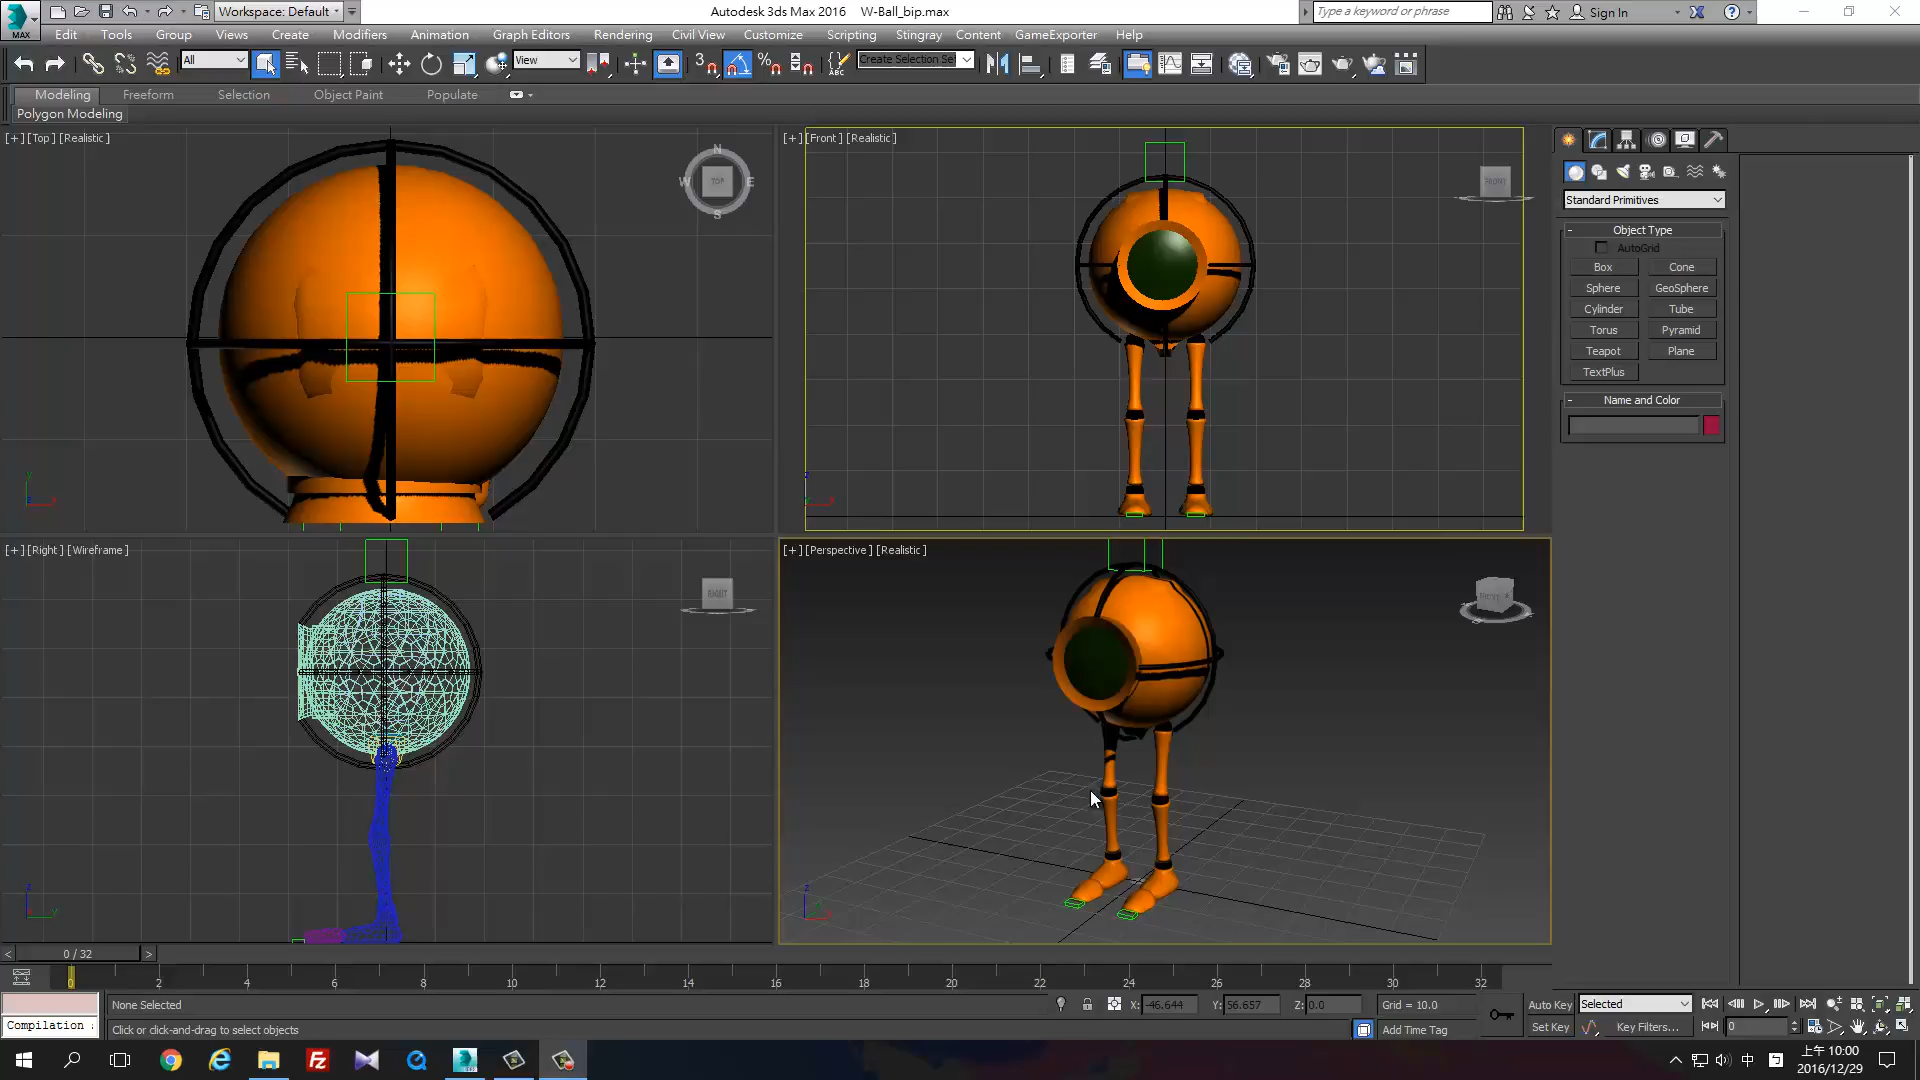 Workspace: Default
Autodesk 3ds Max 2016 W-Ball_bip.max
Type a keyword or phrase
Sign In
MAX
Edit Tools Group Views Create Modifiers Animation Graph Editors Rendering Civil View Customize Scripting Stingray Content GameExporter Help
All
View
3
ABC
Create Selection Se
Modeling Freeform Selection Object Paint Populate
Polygon Modeling
[+] [Top] [Realistic]
N
W TOP E
S
[+] [Front] [Realistic]
FRONT
Standard Primitives
- Object Type
AutoGrid
Box Cone
Sphere GeoSphere
Cylinder Tube
Torus Pyramid
Teapot Plane
TextPlus
- Name and Color
[+] [Right] [Wireframe]
RIGHT
[+] [Perspective] [Realistic]
< 0 / 32 >
0 2 4 6 8 10 12 14 16 18 20 22 24 26 28 30 32
None Selected
X: -46.644 Y: 56.657 Z: 0.0 Grid = 10.0
Auto Key Selected
Compilation
Click or click-and-drag to select objects
Add Time Tag
Set Key Key Filters...
0
中
上午 10:00
2016/12/29